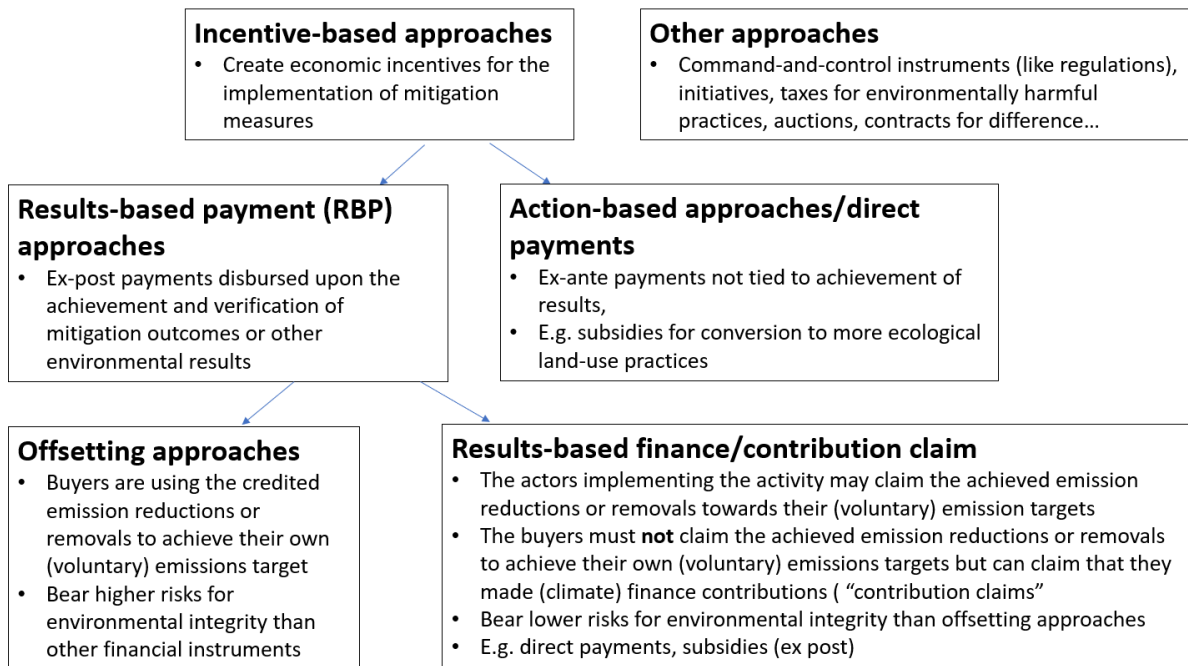 Incentive-based approaches
• Create economic incentives for the
implementation of mitigation
measures
Other approaches
• Command-and-control instruments (like regulations),
initiatives, taxes for environmentally harmful
practices, auctions, contracts for difference…
Results-based payment (RBP)
approaches
• Ex-post payments disbursed upon the
achievement and verification of
mitigation outcomes or other
environmental results
Action-based approaches/direct
payments
• Ex-ante payments not tied to achievement of
results,
• E.g. subsidies for conversion to more ecological
land-use practices
Offsetting approaches
• Buyers are using the credited
emission reductions or
removals to achieve their own
(voluntary) emissions target
• Bear higher risks for
environmental integrity than
other financial instruments
Results-based finance/contribution claim
• The actors implementing the activity may claim the achieved emission
reductions or removals towards their (voluntary) emission targets
• The buyers must not claim the achieved emission reductions or removals
to achieve their own (voluntary) emissions targets but can claim that they
made (climate) finance contributions ( “contribution claims”
• Bear lower risks for environmental integrity than offsetting approaches
• E.g. direct payments, subsidies (ex post)